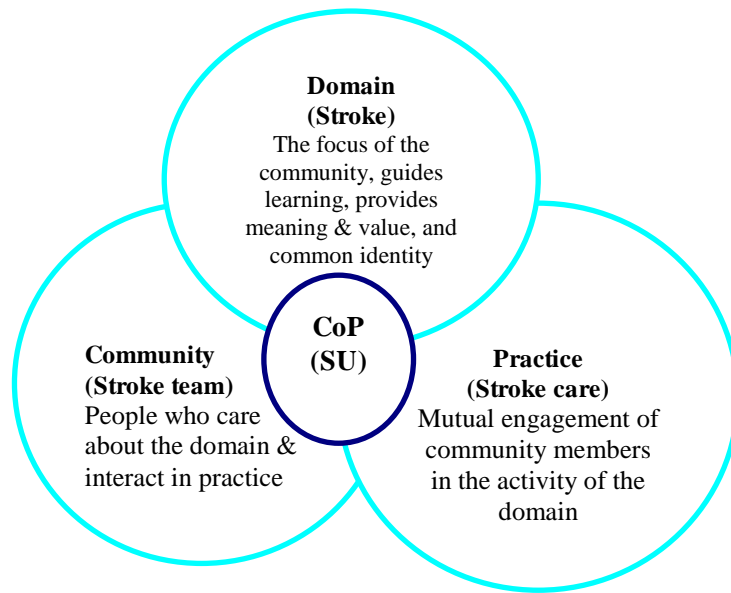 Domain
(Stroke)
The focus of the
community, guides
learning, provides
meaning & value, and
common identity
CoP
(SU)
Community
(Stroke team)
People who care
about the domain &
interact in practice
Practice
(Stroke care)
Mutual engagement of
community members
in the activity of the
domain